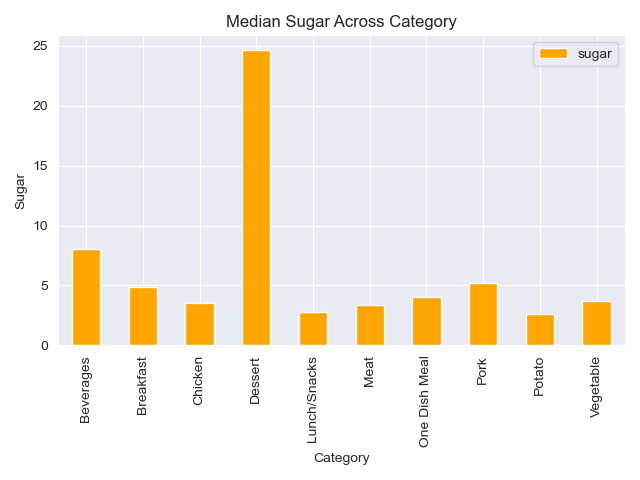 Median Sugar Across Category
sugar
Sugar
25
20
15
10
5
0
Beverages
Breakfast
Chicken
Dessert
Lunch/Snacks
Meat
One Dish Meal
Pork
Potato
Vegetable
Category